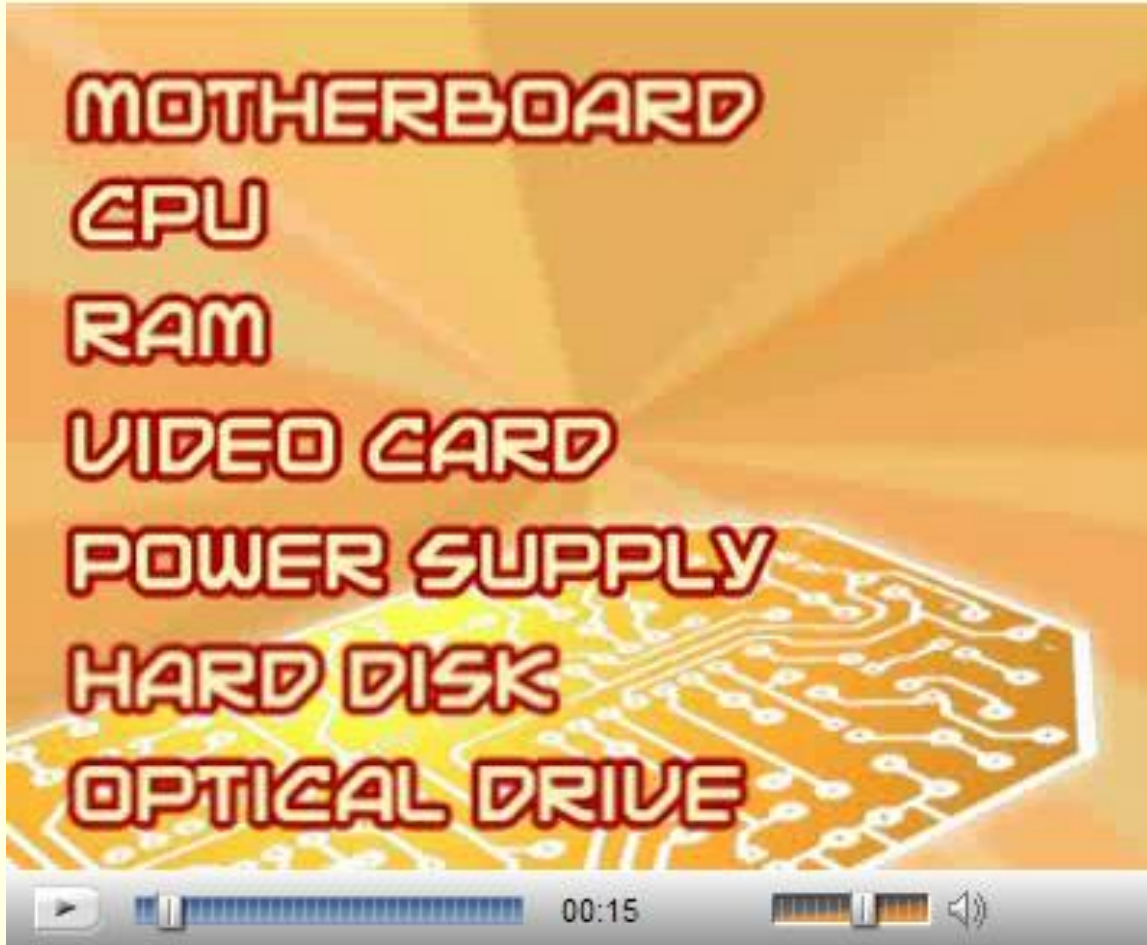 MOTHERBOARD
CPU
RAM
VIDEO CARD
POWER SUPPLY
HARD DISK
OPTICAL DRIVE
00:15